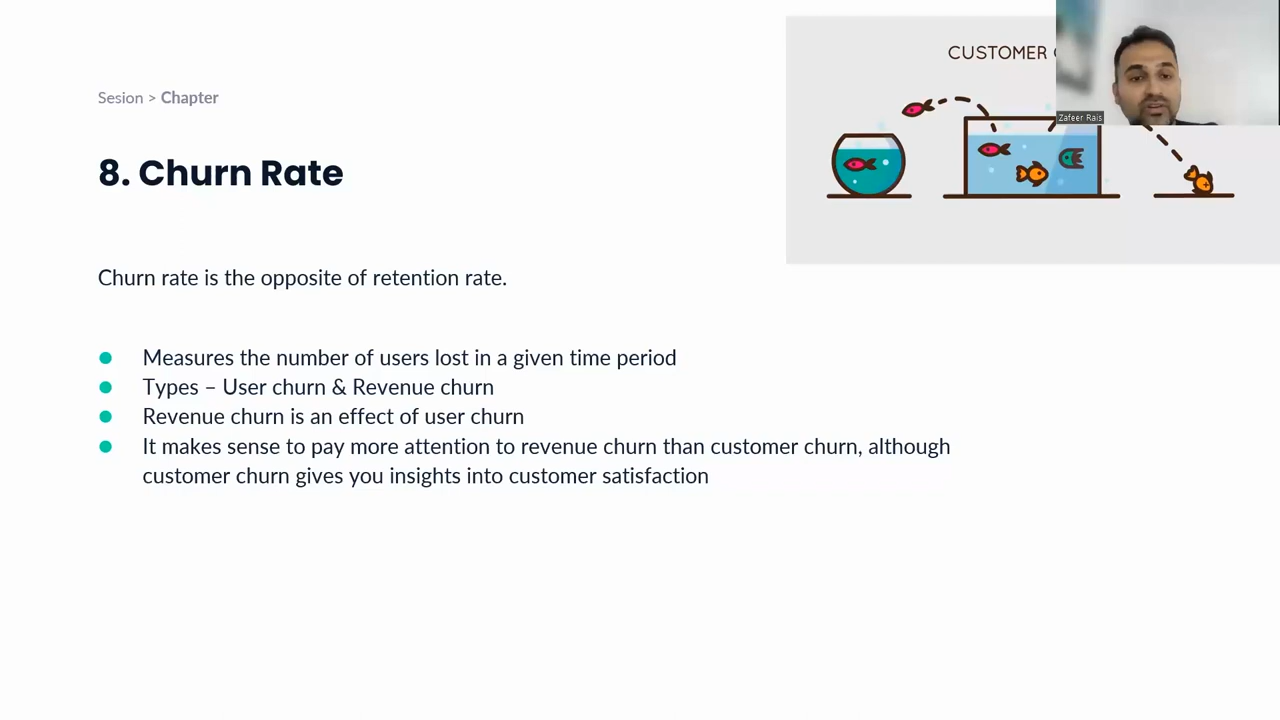 CUSTOMER
Zafeer Rais
Sesion > Chapter
8. Churn Rate
Churn rate is the opposite of retention rate.
Measures the number of users lost in a given time period
Types – User churn & Revenue churn
Revenue churn is an effect of user churn
It makes sense to pay more attention to revenue churn than customer churn, although
customer churn gives you insights into customer satisfaction